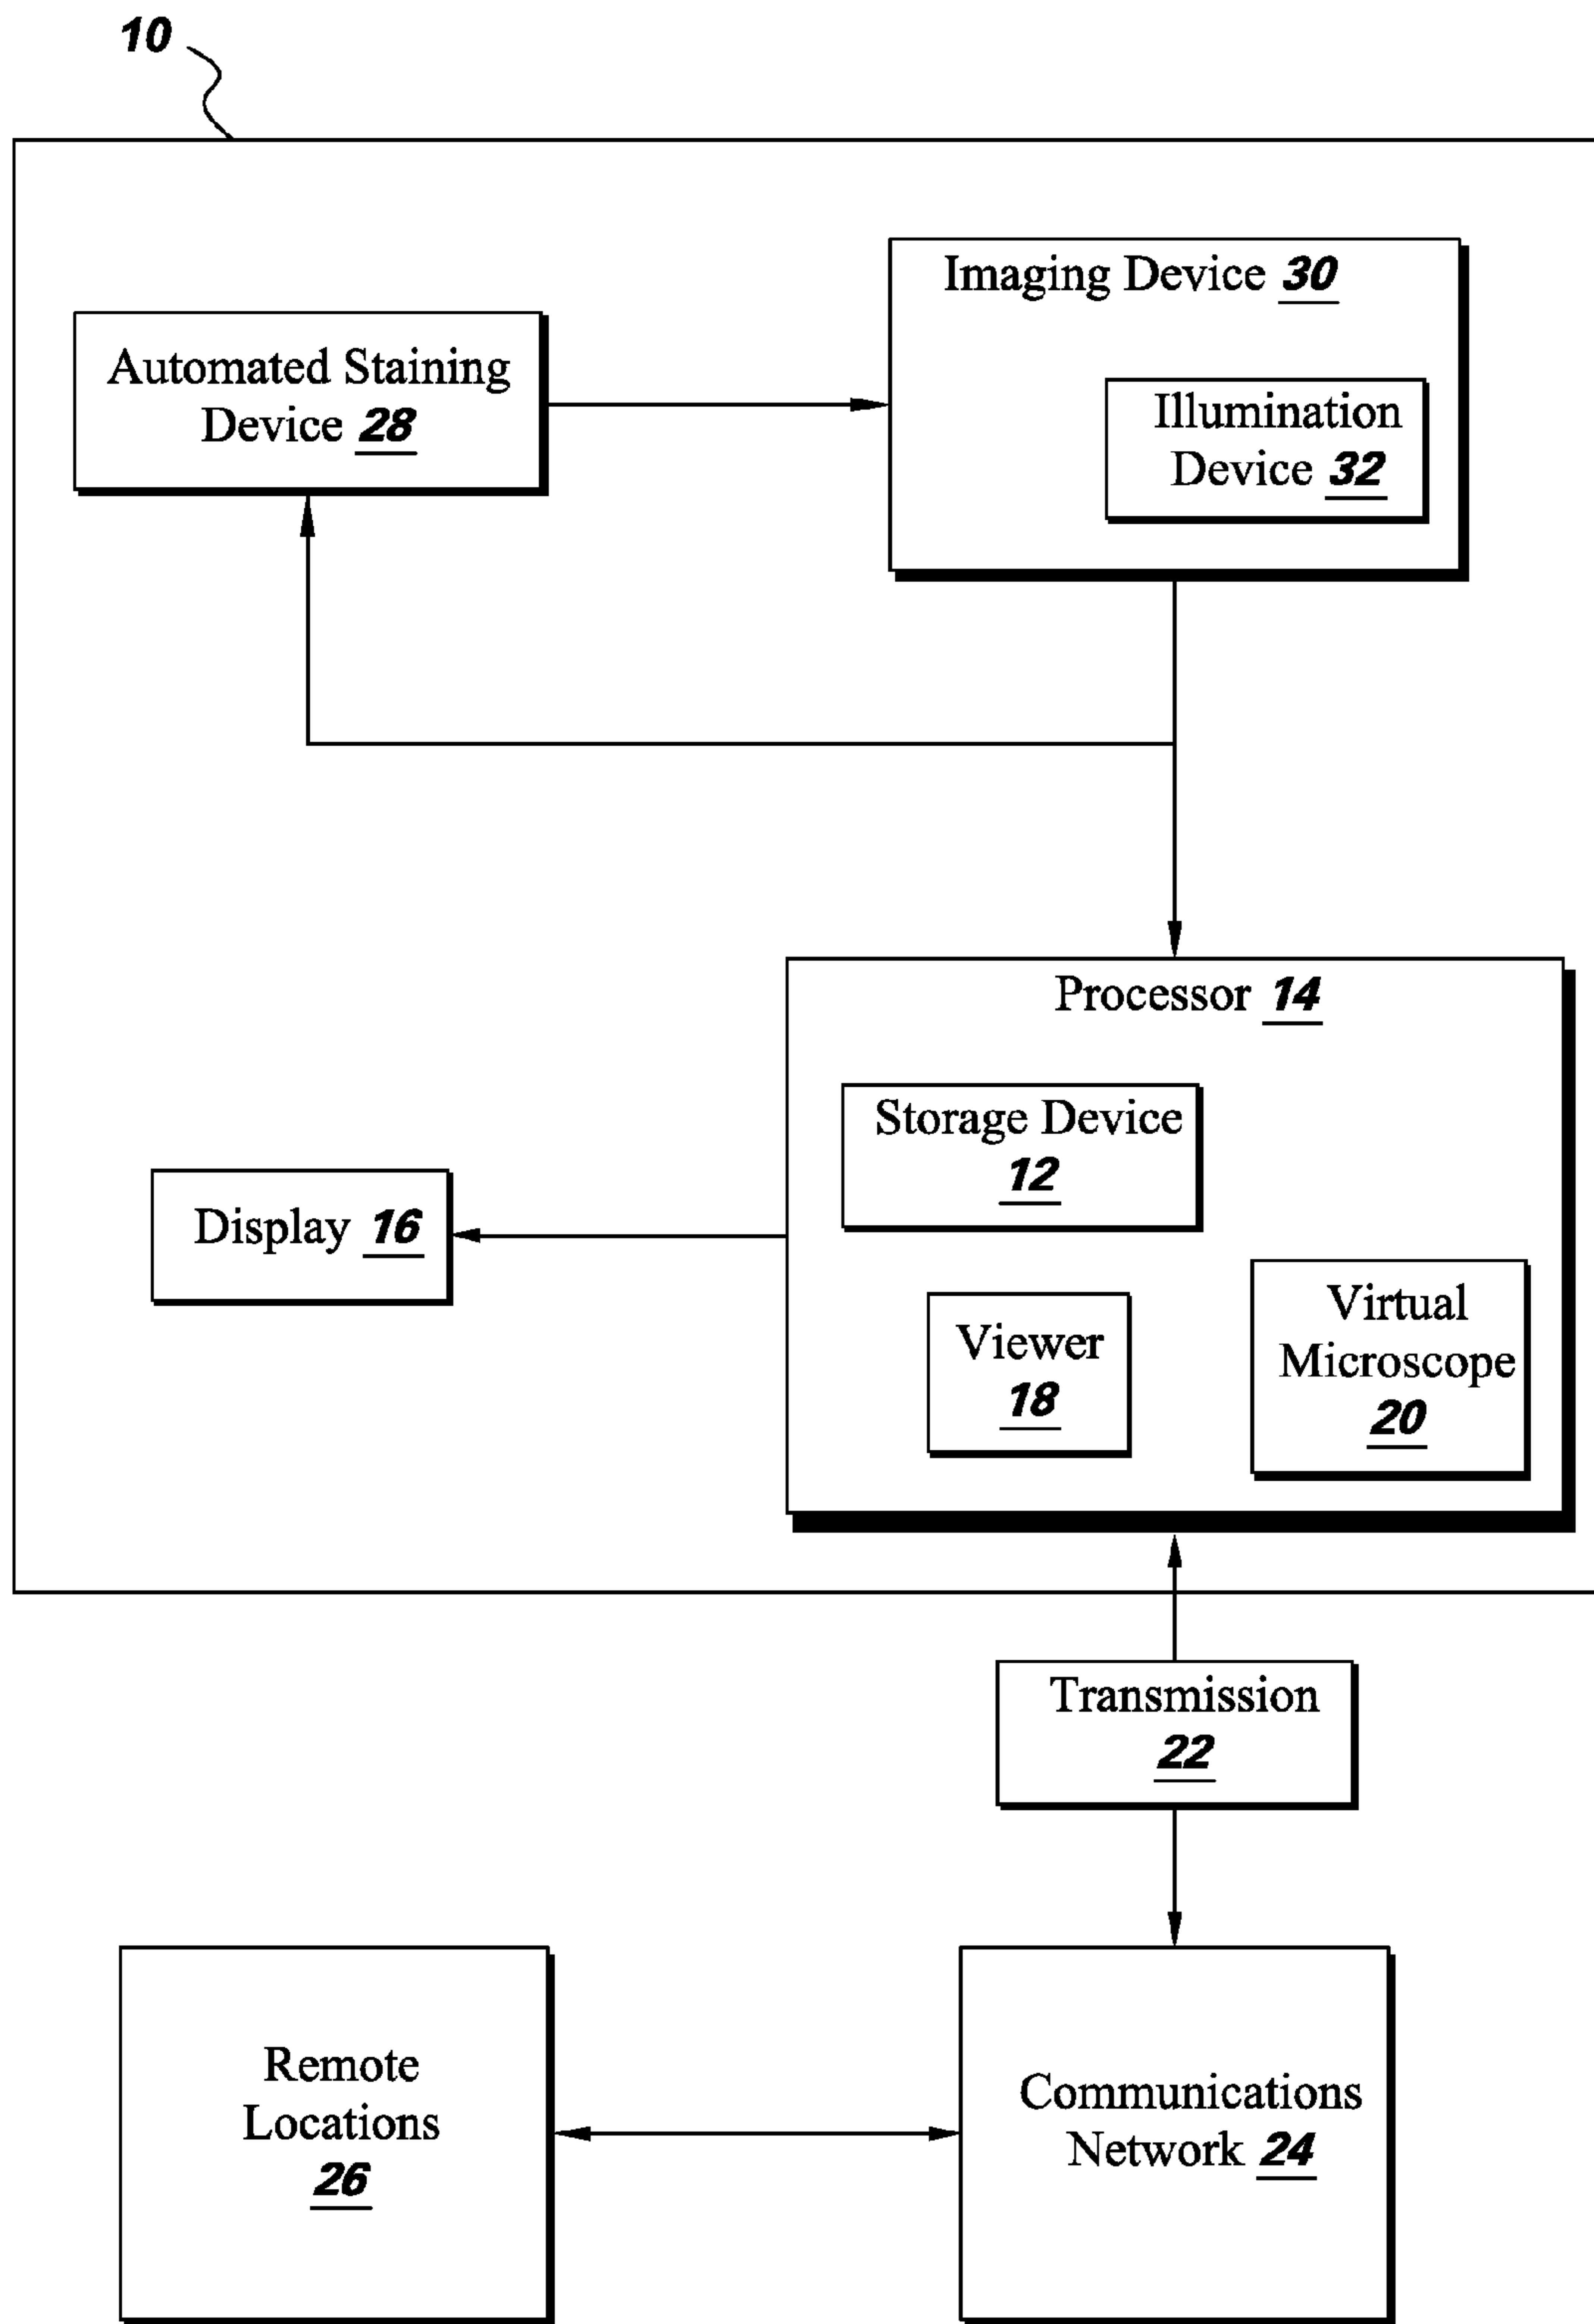 10
Imaging Device 30
Automated Staining
Device 28
Illumination
Device 32
Processor 14
Storage Device
12
Display 16
Viewer
18
Virtual
Microscope
20
Transmission
22
Remote
Locations
26
Communications
Network 24